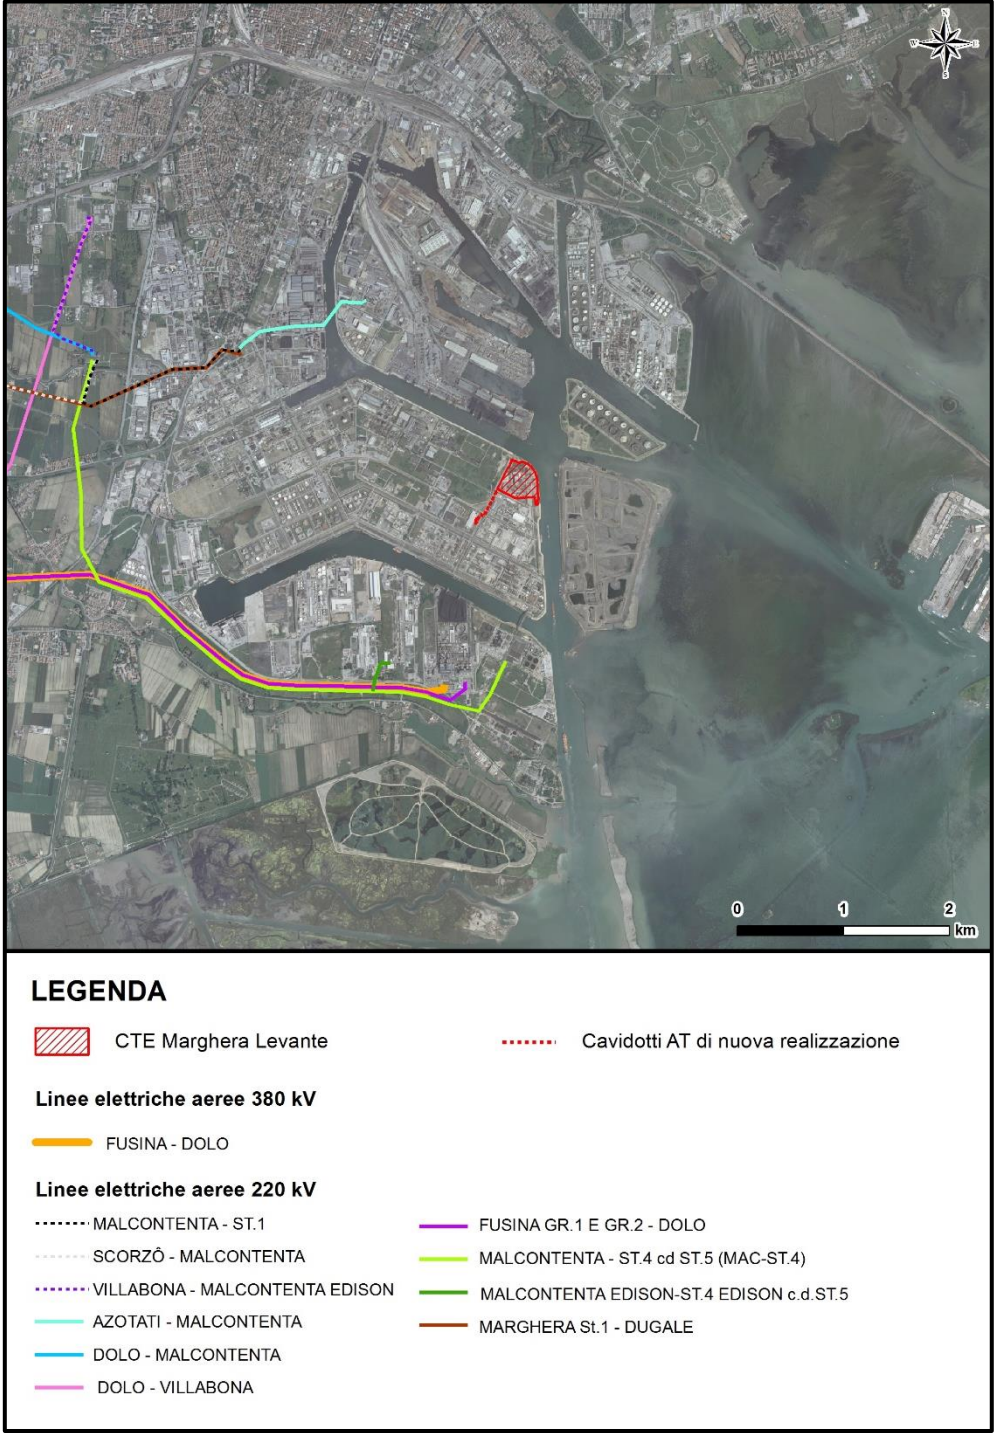 N
W
E
S
0 1 2
km
LEGENDA
CTE Marghera Levante
Cavidotti AT di nuova realizzazione
Linee elettriche aeree 380 kV
FUSINA - DOLO
Linee elettriche aeree 220 kV
MALCONTENTA - ST.1
SCORZÔ - MALCONTENTA
VILLABONA - MALCONTENTA EDISON
AZOTATI - MALCONTENTA
DOLO - MALCONTENTA
DOLO - VILLABONA
FUSINA GR.1 E GR.2 - DOLO
MALCONTENTA - ST.4 cd ST.5 (MAC-ST.4)
MALCONTENTA EDISON-ST.4 EDISON c.d.ST.5
MARGHERA St.1 - DUGALE